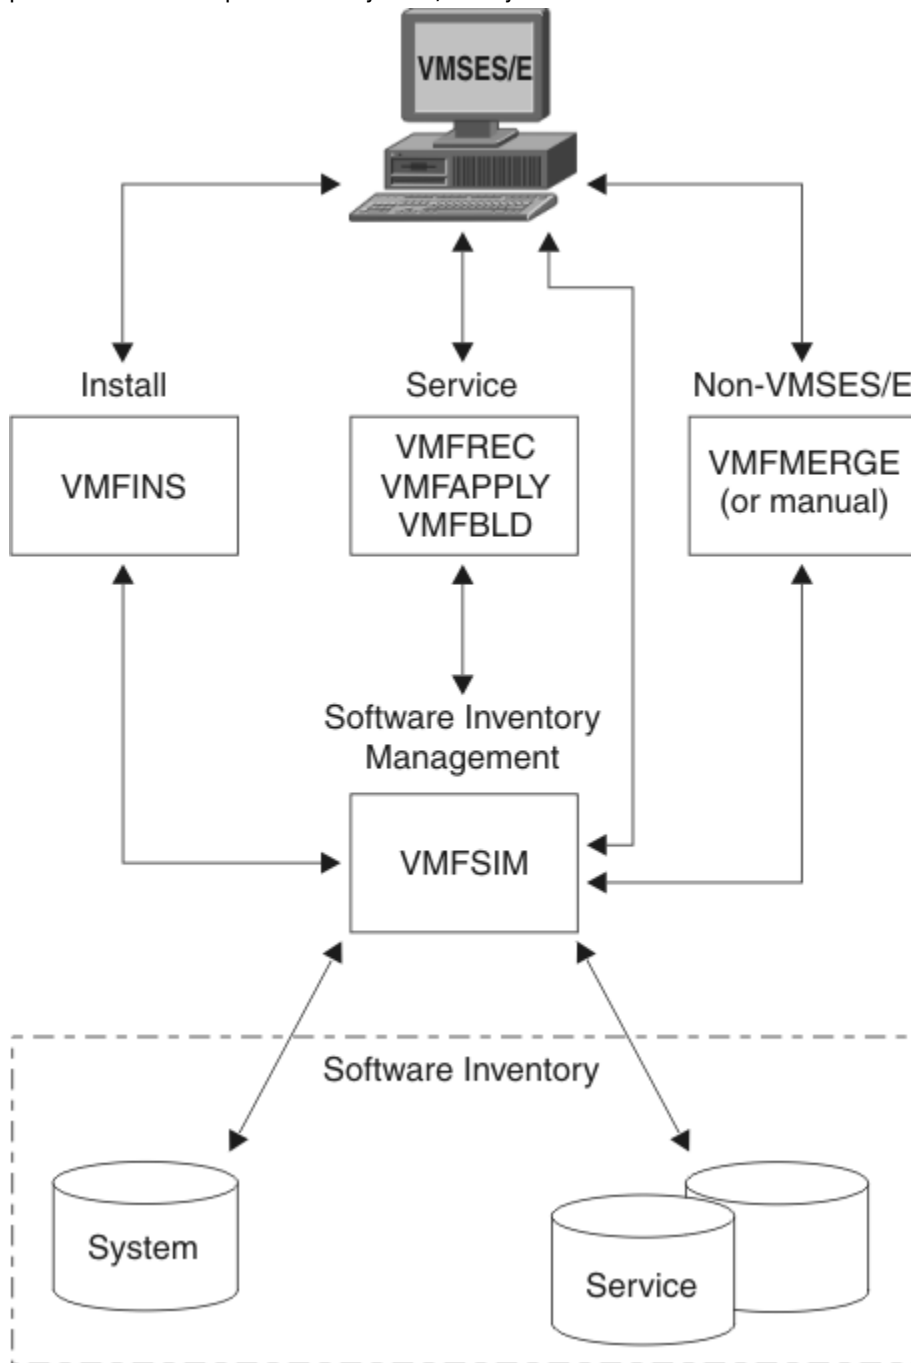 VMSES/E
Install
Service
Non-VMSES/E
VMFINS
VMFREC
VMFAPPLY
VMFBLD
VMFMERGE
(or manual)
Software Inventory
Management
VMFSIM
Software Inventory
System
Service